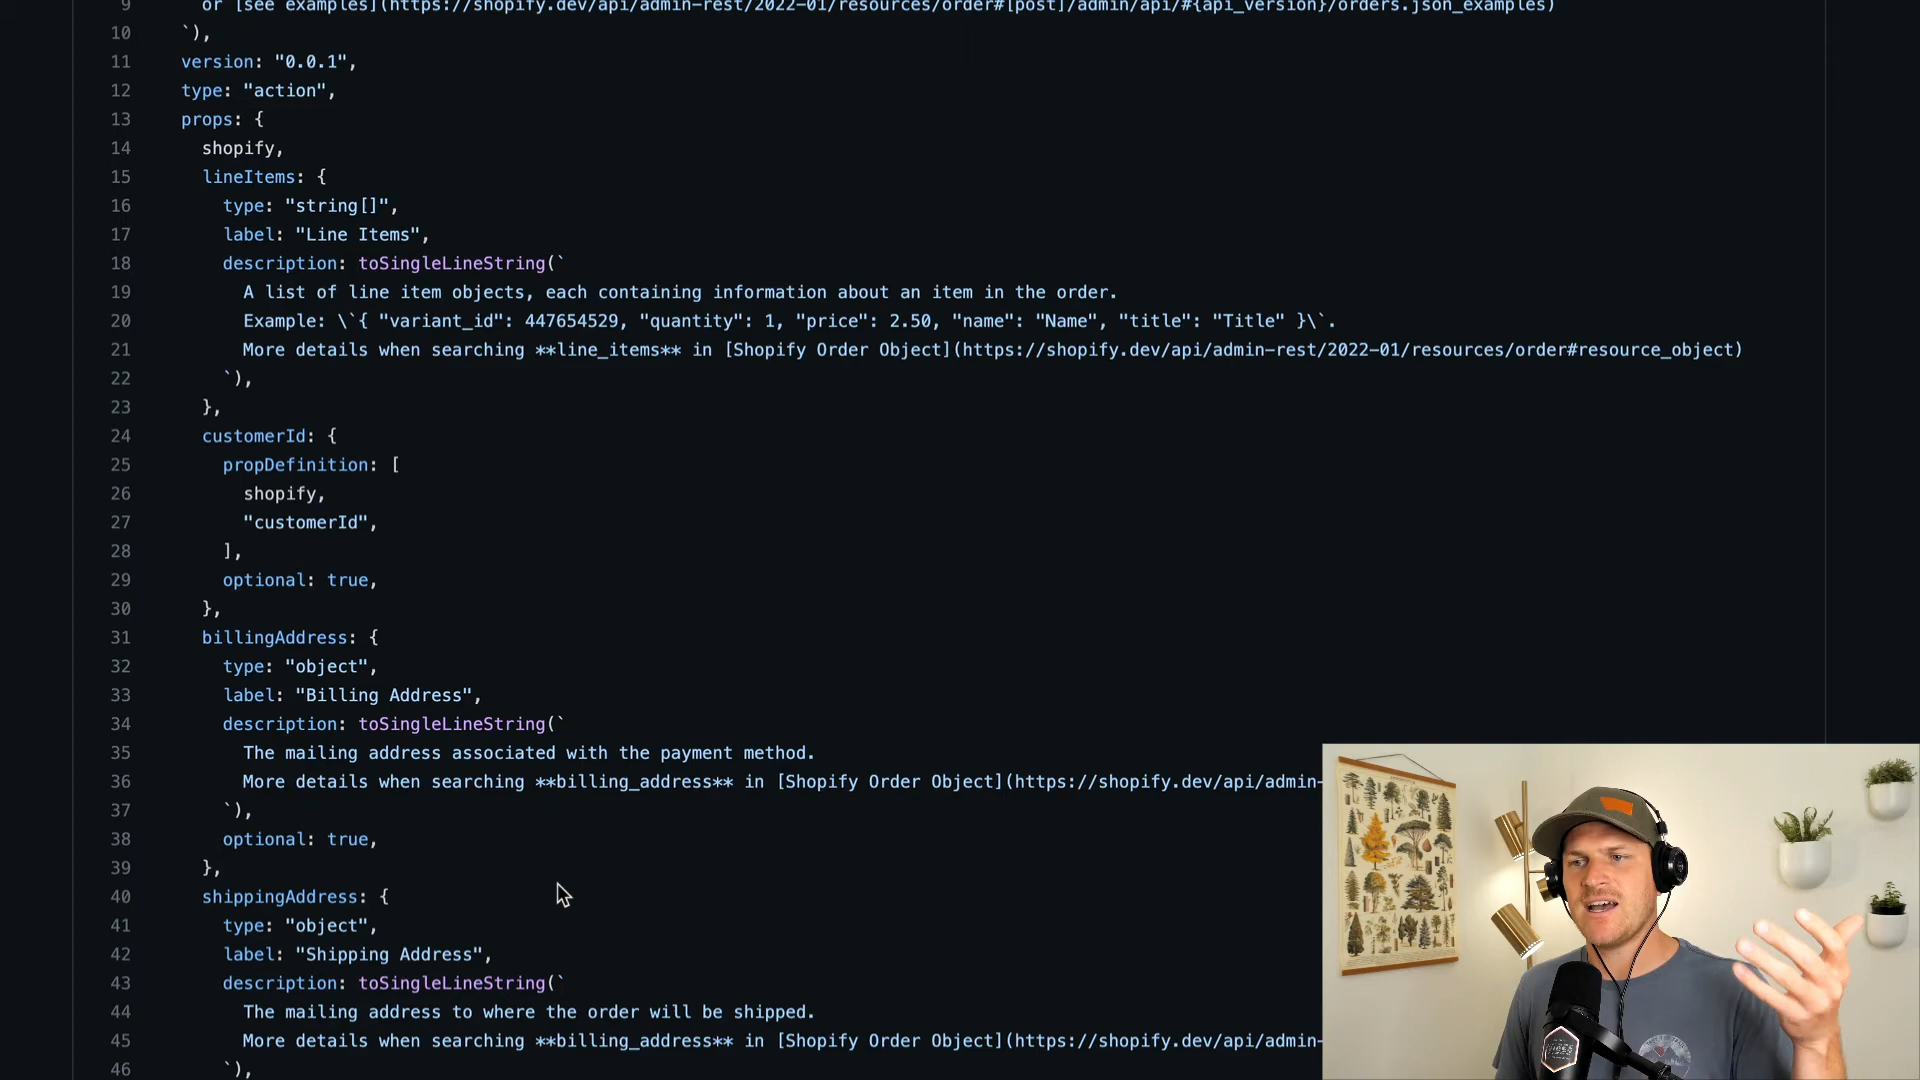 9 or [see examples](https://shopify.dev/api/admin-rest/2022-01/resources/order#[post]/admin/api/#{api_version}/orders.json_examples)
10 `),
11 version: "0.0.1",
12 type: "action",
13 props: {
14 shopify,
15 lineItems: {
16 type: "string[]",
17 label: "Line Items",
18 description: toSingleLineString(`
19 A list of line item objects, each containing information about an item in the order.
20 Example: \`{ "variant_id": 447654529, "quantity": 1, "price": 2.50, "name": "Name", "title": "Title" }\`.
21 More details when searching **line_items** in [Shopify Order Object](https://shopify.dev/api/admin-rest/2022-01/resources/order#resource_object)
22 `),
23 },
24 customerId: {
25 propDefinition: [
26 shopify,
27 "customerId",
28 ],
29 optional: true,
30 },
31 billingAddress: {
32 type: "object",
33 label: "Billing Address",
34 description: toSingleLineString(`
35 The mailing address associated with the payment method.
36 More details when searching **billing_address** in [Shopify Order Object](https://shopify.dev/api/admin-
37 `),
38 optional: true,
39 },
40 shippingAddress: {
41 type: "object",
42 label: "Shipping Address",
43 description: toSingleLineString(`
44 The mailing address to where the order will be shipped.
45 More details when searching **billing_address** in [Shopify Order Object](https://shopify.dev/api/admin-
46 `),